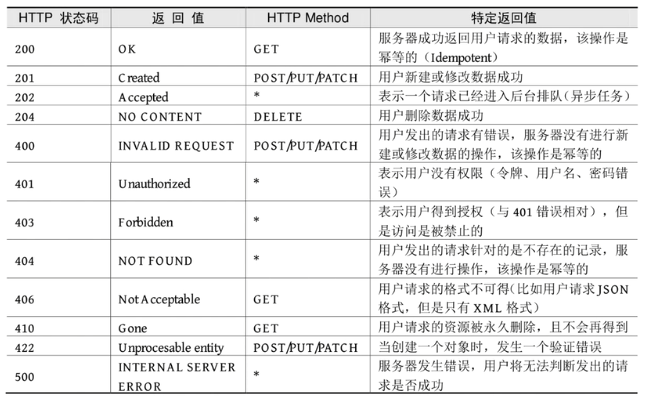 HTTP 状态码 返 回 值 HTTP Method 特定返回值
200 OK GET 服务器成功返回用户请求的数据，该操作是
幂等的（Idempotent）
201 Created POST/PUT/PATCH 用户新建或修改数据成功
202 Accepted * 表示一个请求已经进入后台排队（异步任务）
204 NO CONTENT DELETE 用户删除数据成功
400 INVALID REQUEST POST/PUT/PATCH 用户发出的请求有错误，服务器没有进行新
建或修改数据的操作，该操作是幂等的
401 Unauthorized * 表示用户没有权限（令牌、用户名、密码错
误）
403 Forbidden * 表示用户得到授权（与 401 错误相对），但
是访问是被禁止的
404 NOT FOUND * 用户发出的请求针对的是不存在的记录，服
务器没有进行操作，该操作是幂等的
406 Not Acceptable GET 用户请求的格式不可得（比如用户请求 JSON
格式，但是只有 XML 格式）
410 Gone GET 用户请求的资源被永久删除，且不会再得到
422 Unprocesable entity POST/PUT/PATCH 当创建一个对象时，发生一个验证错误
500 INTERNAL SERVER * 服务器发生错误，用户将无法判断发出的请
ERROR 求是否成功